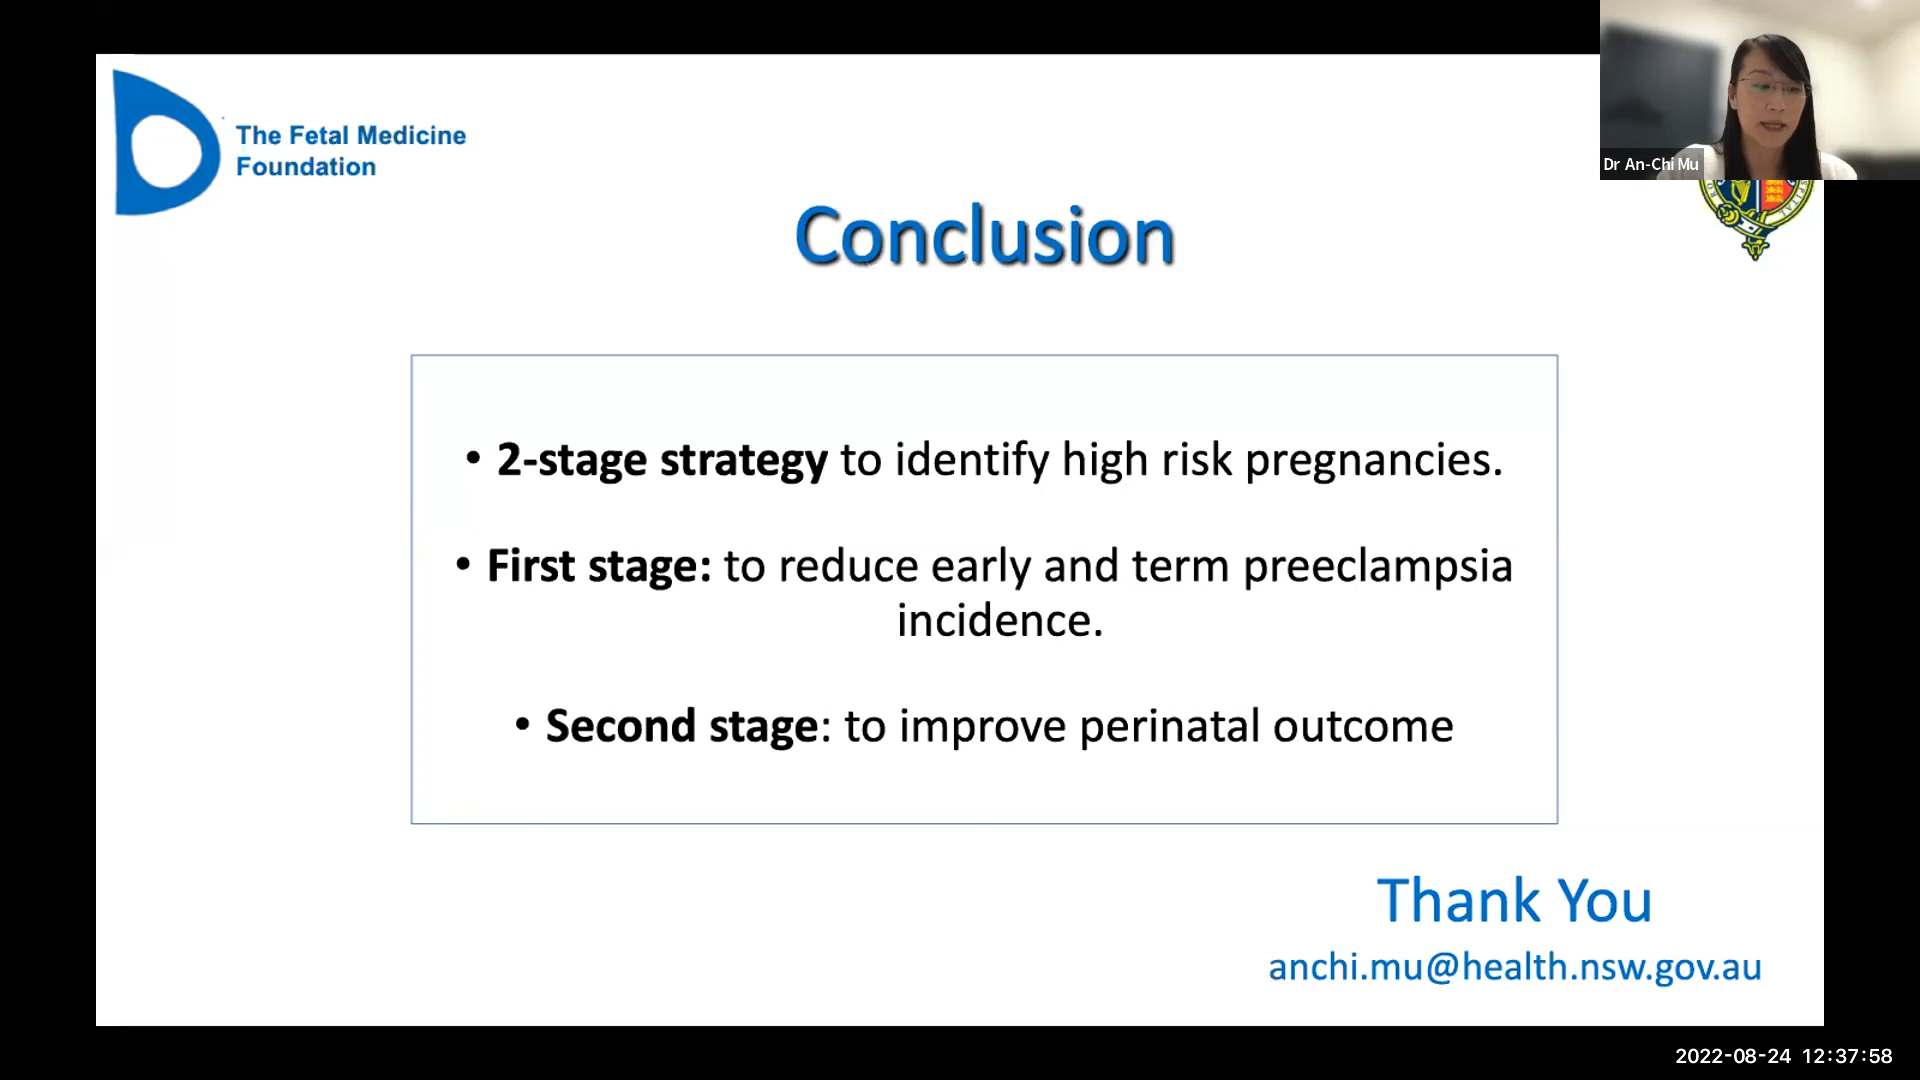 The Fetal Medicine
Foundation
Dr An-Chi Mu
Conclusion
• 2-stage strategy to identify high risk pregnancies.
• First stage: to reduce early and term preeclampsia
incidence.
• Second stage: to improve perinatal outcome
Thank You
anchi.mu@health.nsw.gov.au
2022-08-24 12:37:58